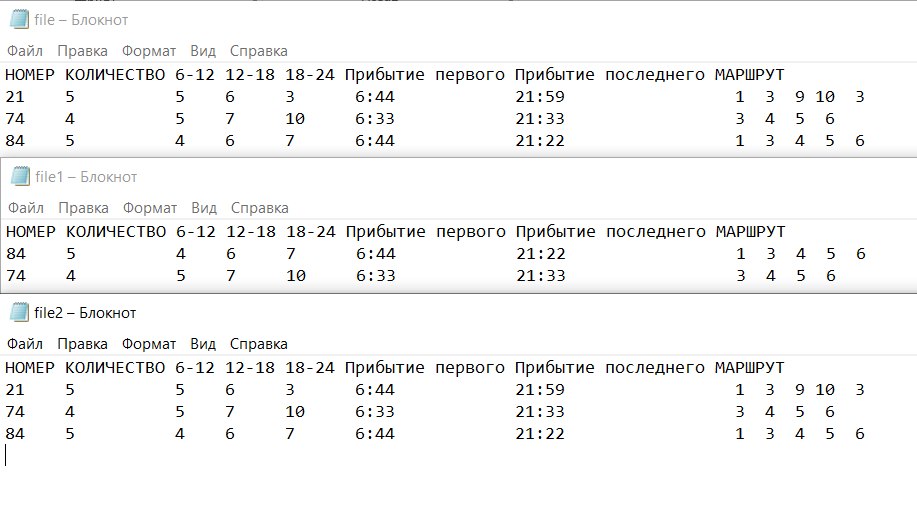 file – Блокнот
Файл Правка Формат Вид Справка
НОМЕР КОЛИЧЕСТВО 6-12 12-18 18-24 Прибытие первого Прибытие последнего МАРШРУТ
21 5 5 6 3 6:44 21:59 1 3 9 10 3
74 4 5 7 10 6:33 21:33 3 4 5 6
84 5 4 6 7 6:44 21:22 1 3 4 5 6
file1 – Блокнот
Файл Правка Формат Вид Справка
НОМЕР КОЛИЧЕСТВО 6-12 12-18 18-24 Прибытие первого Прибытие последнего МАРШРУТ
84 5 4 6 7 6:44 21:22 1 3 4 5 6
74 4 5 7 10 6:33 21:33 3 4 5 6
file2 – Блокнот
Файл Правка Формат Вид Справка
НОМЕР КОЛИЧЕСТВО 6-12 12-18 18-24 Прибытие первого Прибытие последнего МАРШРУТ
21 5 5 6 3 6:44 21:59 1 3 9 10 3
74 4 5 7 10 6:33 21:33 3 4 5 6
84 5 4 6 7 6:44 21:22 1 3 4 5 6